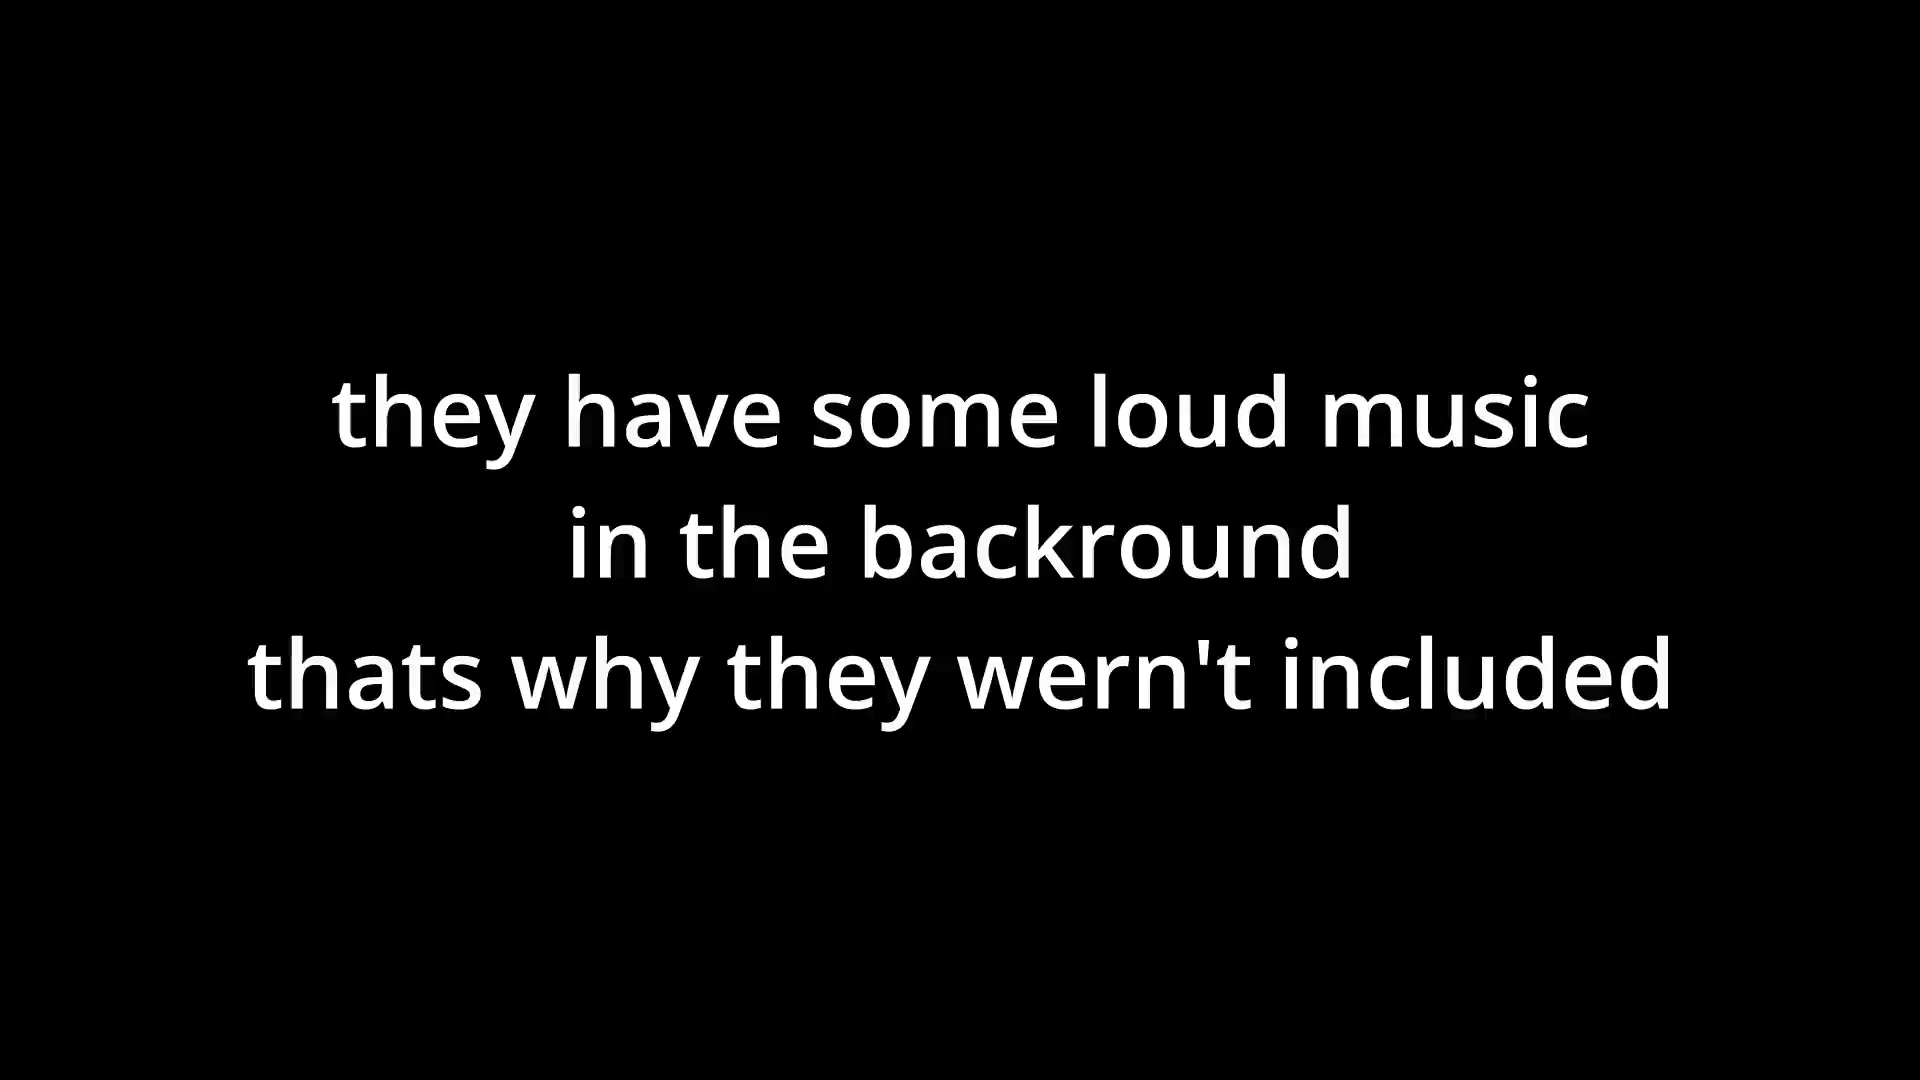 they have some loud music
in the backround
thats why they wern't included